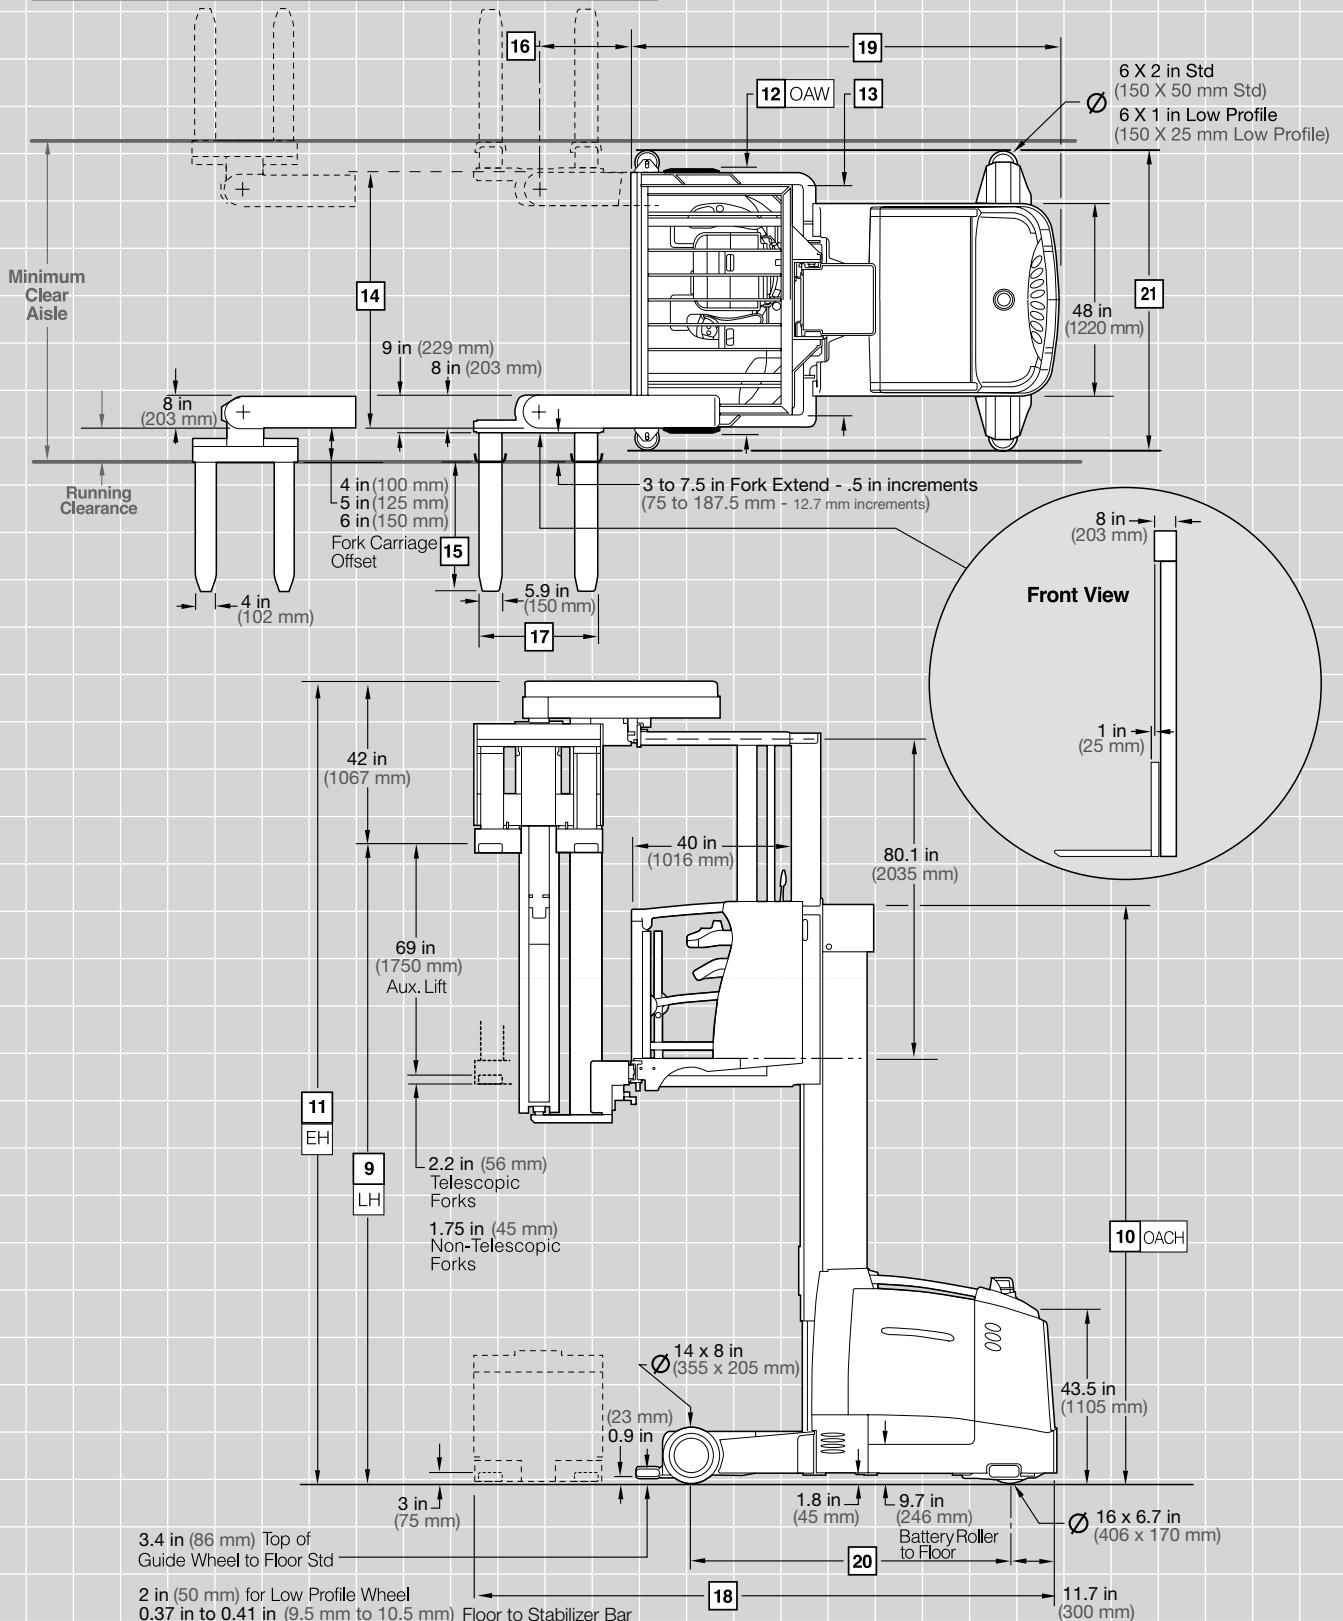 16
19
6 X 2 in Std
(150 X 50 mm Std)
Ø
6 X 1 in Low Profile
(150 X 25 mm Low Profile)
12 OAW
13
Minimum
Clear
Aisle
14
48 in
(1220 mm)
21
9 in (229 mm)
8 in (203 mm)
8 in
(203 mm)
Running
Clearance
4 in (100 mm)
5 in (125 mm)
6 in (150 mm)
Fork Carriage
Offset
15
3 to 7.5 in Fork Extend - .5 in increments
(75 to 187.5 mm - 12.7 mm increments)
4 in
(102 mm)
5.9 in
(150 mm)
17
8 in
(203 mm)
Front View
1 in
(25 mm)
42 in
(1067 mm)
40 in
(1016 mm)
80.1 in
(2035 mm)
69 in
(1750 mm)
Aux. Lift
11
EH
9
LH
2.2 in (56 mm)
Telescopic
Forks
1.75 in (45 mm)
Non-Telescopic
Forks
10 OACH
Ø 14 x 8 in
(355 x 205 mm)
43.5 in
(1105 mm)
(23 mm)
0.9 in
3 in
(75 mm)
1.8 in
(45 mm)
9.7 in
(246 mm)
Battery Roller
to Floor
Ø 16 x 6.7 in
(406 x 170 mm)
3.4 in (86 mm) Top of
Guide Wheel to Floor Std
20
2 in (50 mm) for Low Profile Wheel
18
11.7 in
(300 mm)
0.37 in to 0.41 in (9.5 mm to 10.5 mm) Floor to Stabilizer Bar